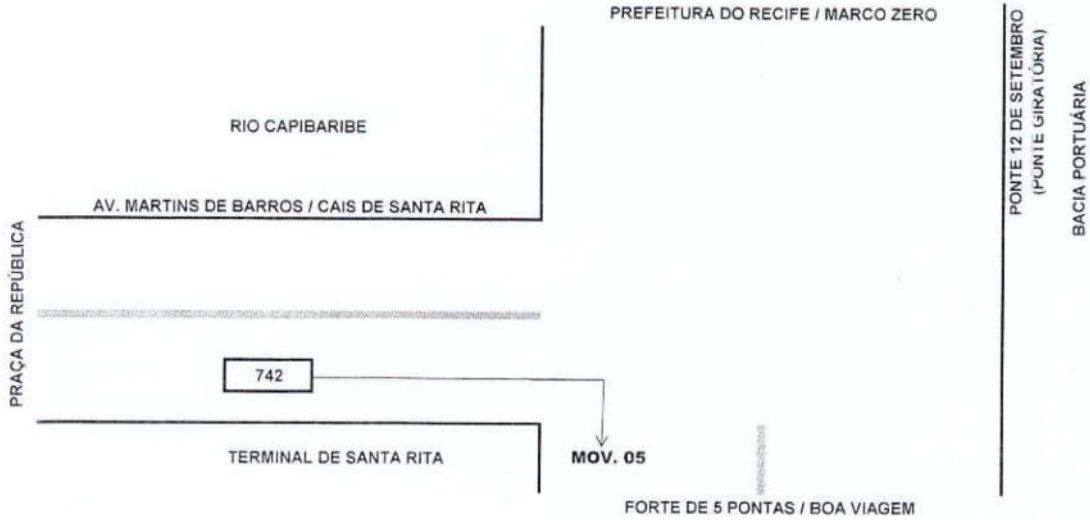 PREFEITURA DO RECIFE / MARCO ZERO
PONTE 12 DE SETEMBRO
(PONTE GIRATÓRIA)
BACIA PORTUÁRIA
RIO CAPIBARIBE
AV. MARTINS DE BARROS / CAIS DE SANTA RITA
PRAÇA DA REPÚBLICA
742
TERMINAL DE SANTA RITA
MOV. 05
FORTE DE 5 PONTAS / BOA VIAGEM